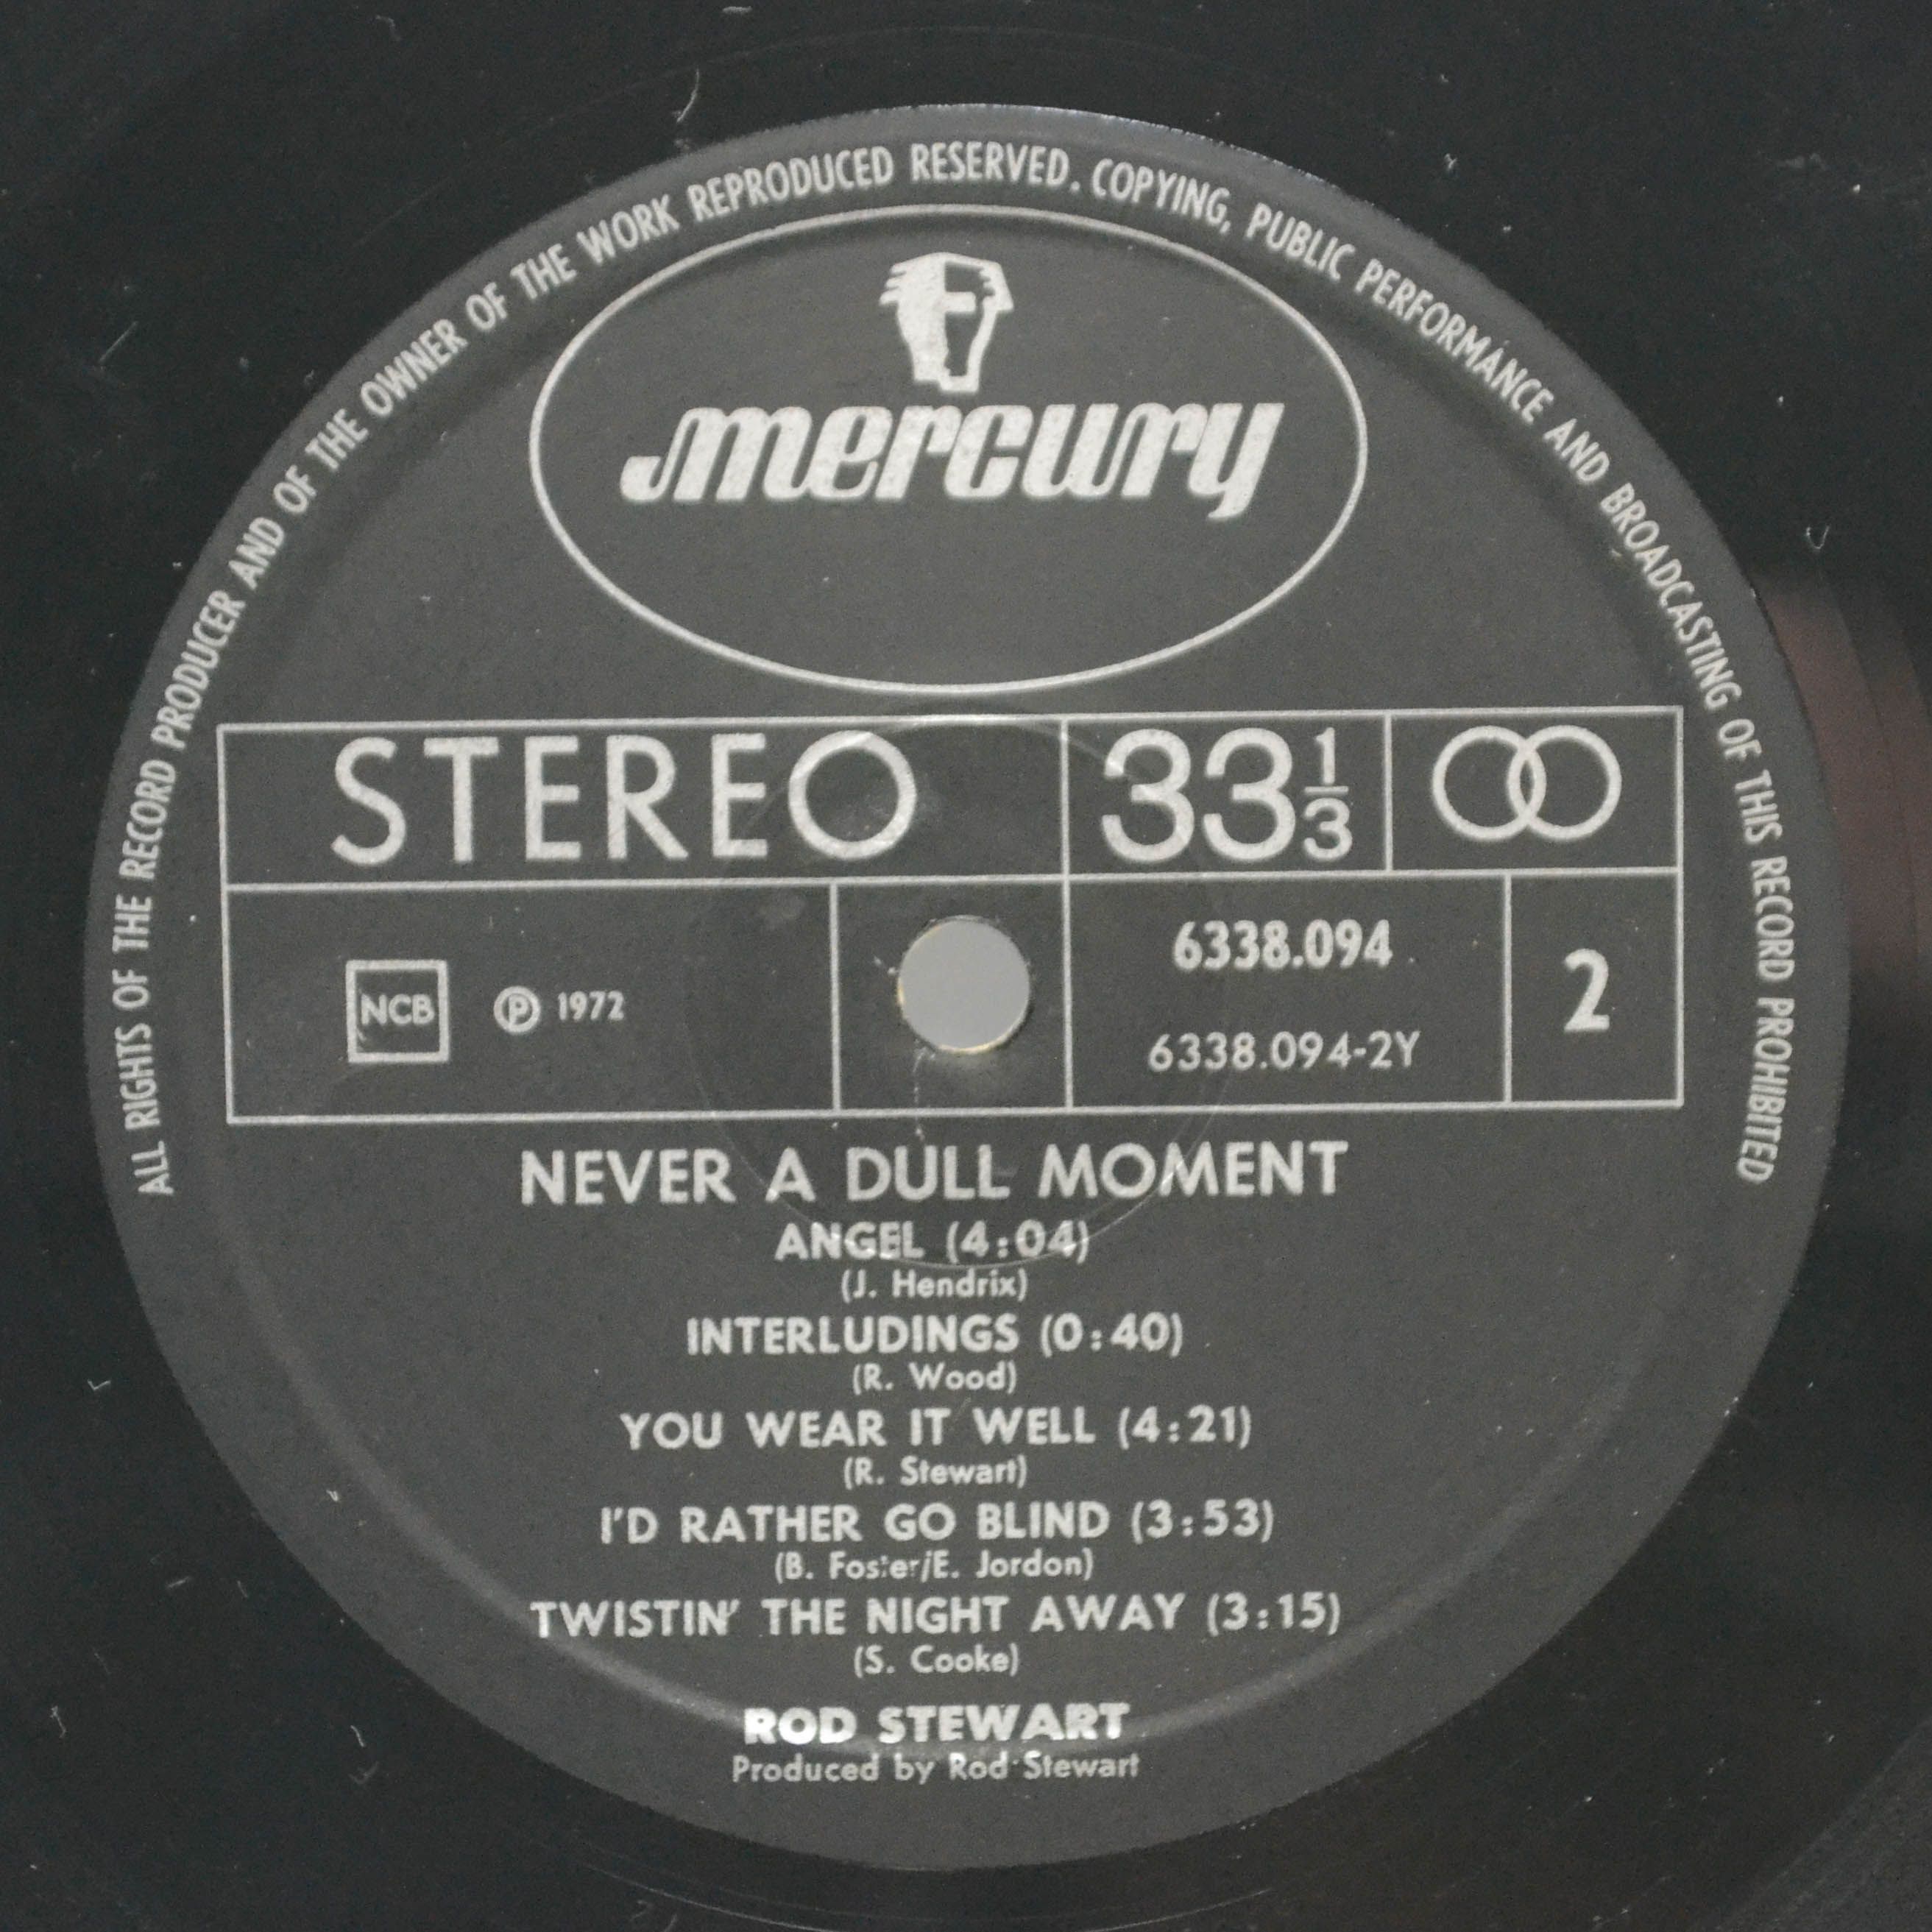 ALL RIGHTS OF THE RECORD PRODUCER AND OF THE OWNER OF THE WORK REPRODUCED RESERVED. COPYING, PUBLIC PERFORMANCE AND BROADCASTING OF THIS RECORD PROHIBITED
mercury
STEREO 33 1/3
NCB ℗ 1972
6338.094
6338.094-2Y
2
NEVER A DULL MOMENT
ANGEL (4:04)
(J. Hendrix)
INTERLUDINGS (0:40)
(R. Wood)
YOU WEAR IT WELL (4:21)
(R. Stewart)
I'D RATHER GO BLIND (3:53)
(B. Foster/E. Jordon)
TWISTIN' THE NIGHT AWAY (3:15)
(S. Cooke)
ROD STEWART
Produced by Rod Stewart